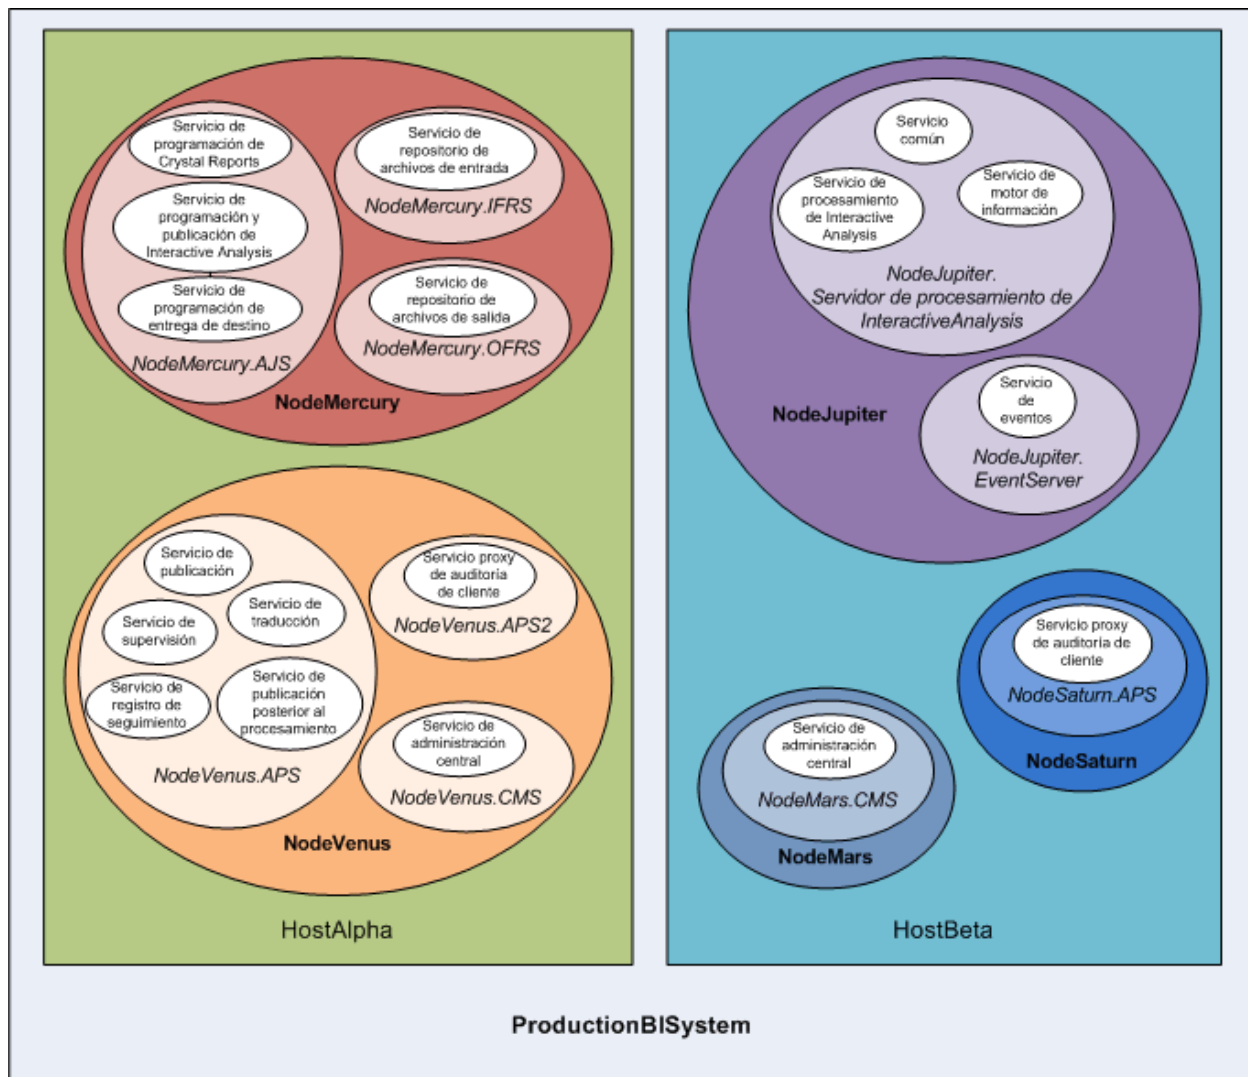 Servicio de
programación de
Crystal Reports
Servicio de
programación y
publicación de
Interactive Analysis
Servicio de
programación de
entrega de destino
NodeMercury.AJS
Servicio de
repositorio de
archivos de entrada
NodeMercury.IFRS
Servicio de
repositorio de
archivos de salida
NodeMercury.OFRS
NodeMercury
Servicio de
publicación
Servicio de
traducción
Servicio de
supervisión
Servicio de
registro de
seguimiento
Servicio de
publicación
posterior al
procesamiento
NodeVenus.APS
Servicio proxy
de auditoría
de cliente
NodeVenus.APS2
Servicio de
administración
central
NodeVenus.CMS
NodeVenus
HostAlpha
Servicio
común
Servicio de
procesamiento
de Interactive
Analysis
Servicio de
motor de
información
NodeJupiter.
Servidor de procesamiento de
InteractiveAnalysis
Servicio
de
eventos
NodeJupiter.
EventServer
NodeJupiter
Servicio proxy
de auditoría de
cliente
NodeSaturn.APS
NodeSaturn
Servicio de
administración
central
NodeMars.CMS
NodeMars
HostBeta
ProductionBISystem